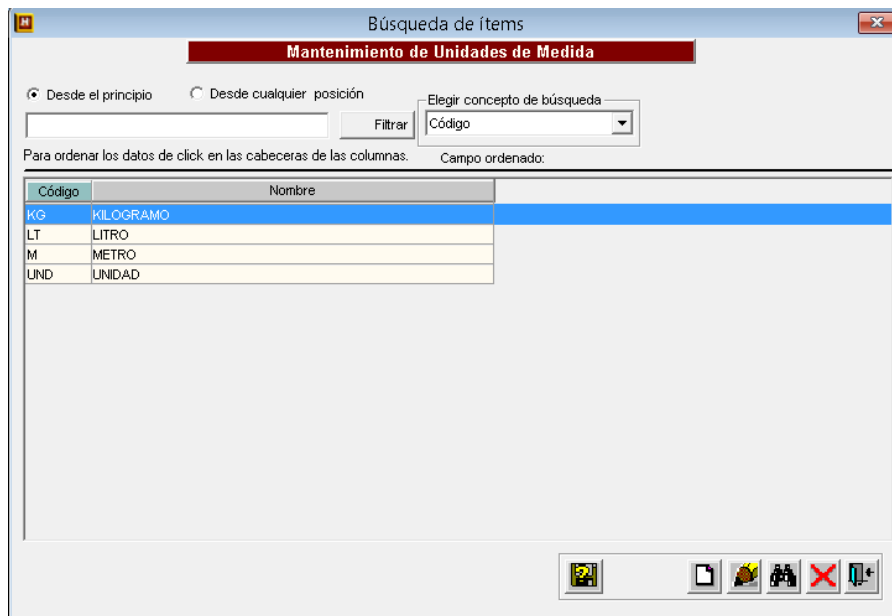 Búsqueda de ítems
Mantenimiento de Unidades de Medida
Desde el principio Desde cualquier posición
Elegir concepto de búsqueda
Filtrar Código
Para ordenar los datos de click en las cabeceras de las columnas. Campo ordenado:
Código Nombre
KG KILOGRAMO
LT LITRO
M METRO
UND UNIDAD